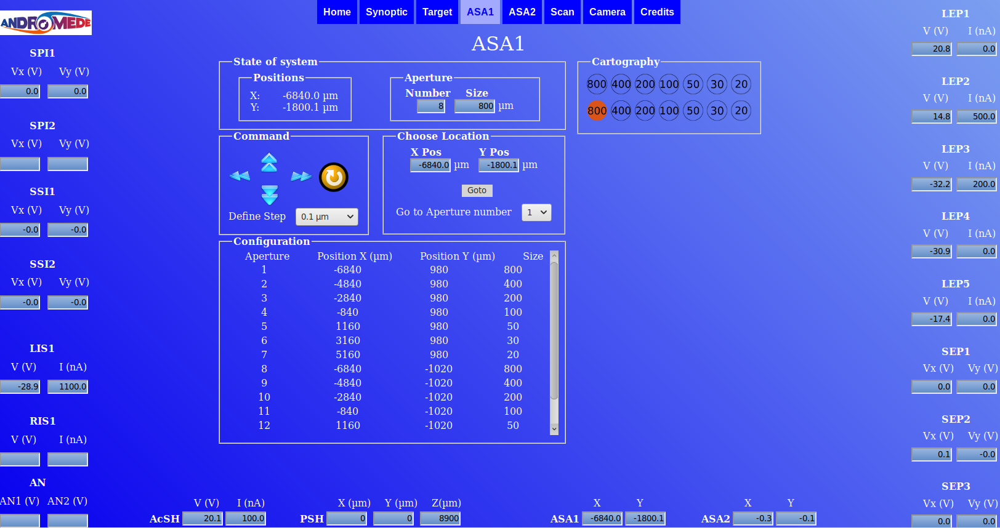 Home Synoptic Target ASA1 ASA2 Scan Camera Credits
ANDROMEDE
ASA1
SPI1
Vx (V) Vy (V)
0.0 0.0
SPI2
Vx (V) Vy (V)
SSI1
Vx (V) Vy (V)
-0.0 -0.0
SSI2
Vx (V) Vy (V)
-0.0 -0.0
LIS1
V (V) I (nA)
-28.9 1100.0
RIS1
V (V) I (nA)
AN
AN1 (V) AN2 (V)
State of system
Positions
X: -6840.0 µm
Y: -1800.1 µm
Aperture
Number Size
8 800 µm
Cartography
800 400 200 100 50 30 20
800 400 200 100 50 30 20
Command
Define Step 0.1 µm
Choose Location
X Pos Y Pos
-6840.0 µm -1800.1 µm
Goto
Go to Aperture number 1
Configuration
Aperture Position X (µm) Position Y (µm) Size
1 -6840 980 800
2 -4840 980 400
3 -2840 980 200
4 -840 980 100
5 1160 980 50
6 3160 980 30
7 5160 980 20
8 -6840 -1020 800
9 -4840 -1020 400
10 -2840 -1020 200
11 -840 -1020 100
12 1160 -1020 50
LEP1
V (V) I (nA)
20.8 0.0
LEP2
V (V) I (nA)
14.8 500.0
LEP3
V (V) I (nA)
-32.2 200.0
LEP4
V (V) I (nA)
-30.9 0.0
LEP5
V (V) I (nA)
-17.4 0.0
SEP1
Vx (V) Vy (V)
0.0 0.0
SEP2
Vx (V) Vy (V)
0.1 -0.0
SEP3
Vx (V) Vy (V)
0.0 0.0
V (V) I (nA)
AcSH 20.1 100.0
X (µm) Y (µm) Z(µm)
PSH 0 0 8900
X Y
ASA1 -6840.0 -1800.1
X Y
ASA2 -0.3 -0.1